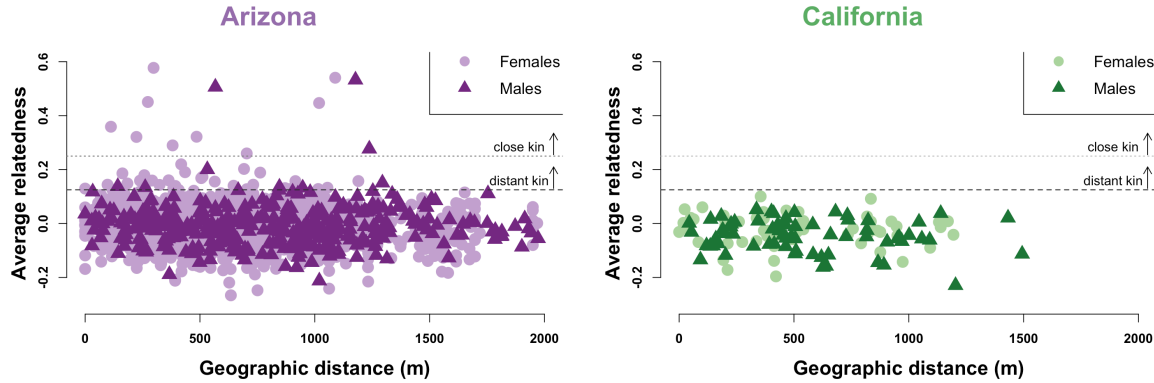 Arizona
California
Average relatedness
0.6
0.4
0.2
0.0
-0.2
Females
Males
close kin
distant kin
0
500
1000
1500
2000
Geographic distance (m)
Average relatedness
0.6
0.4
0.2
0.0
-0.2
Females
Males
close kin
distant kin
0
500
1000
1500
2000
Geographic distance (m)